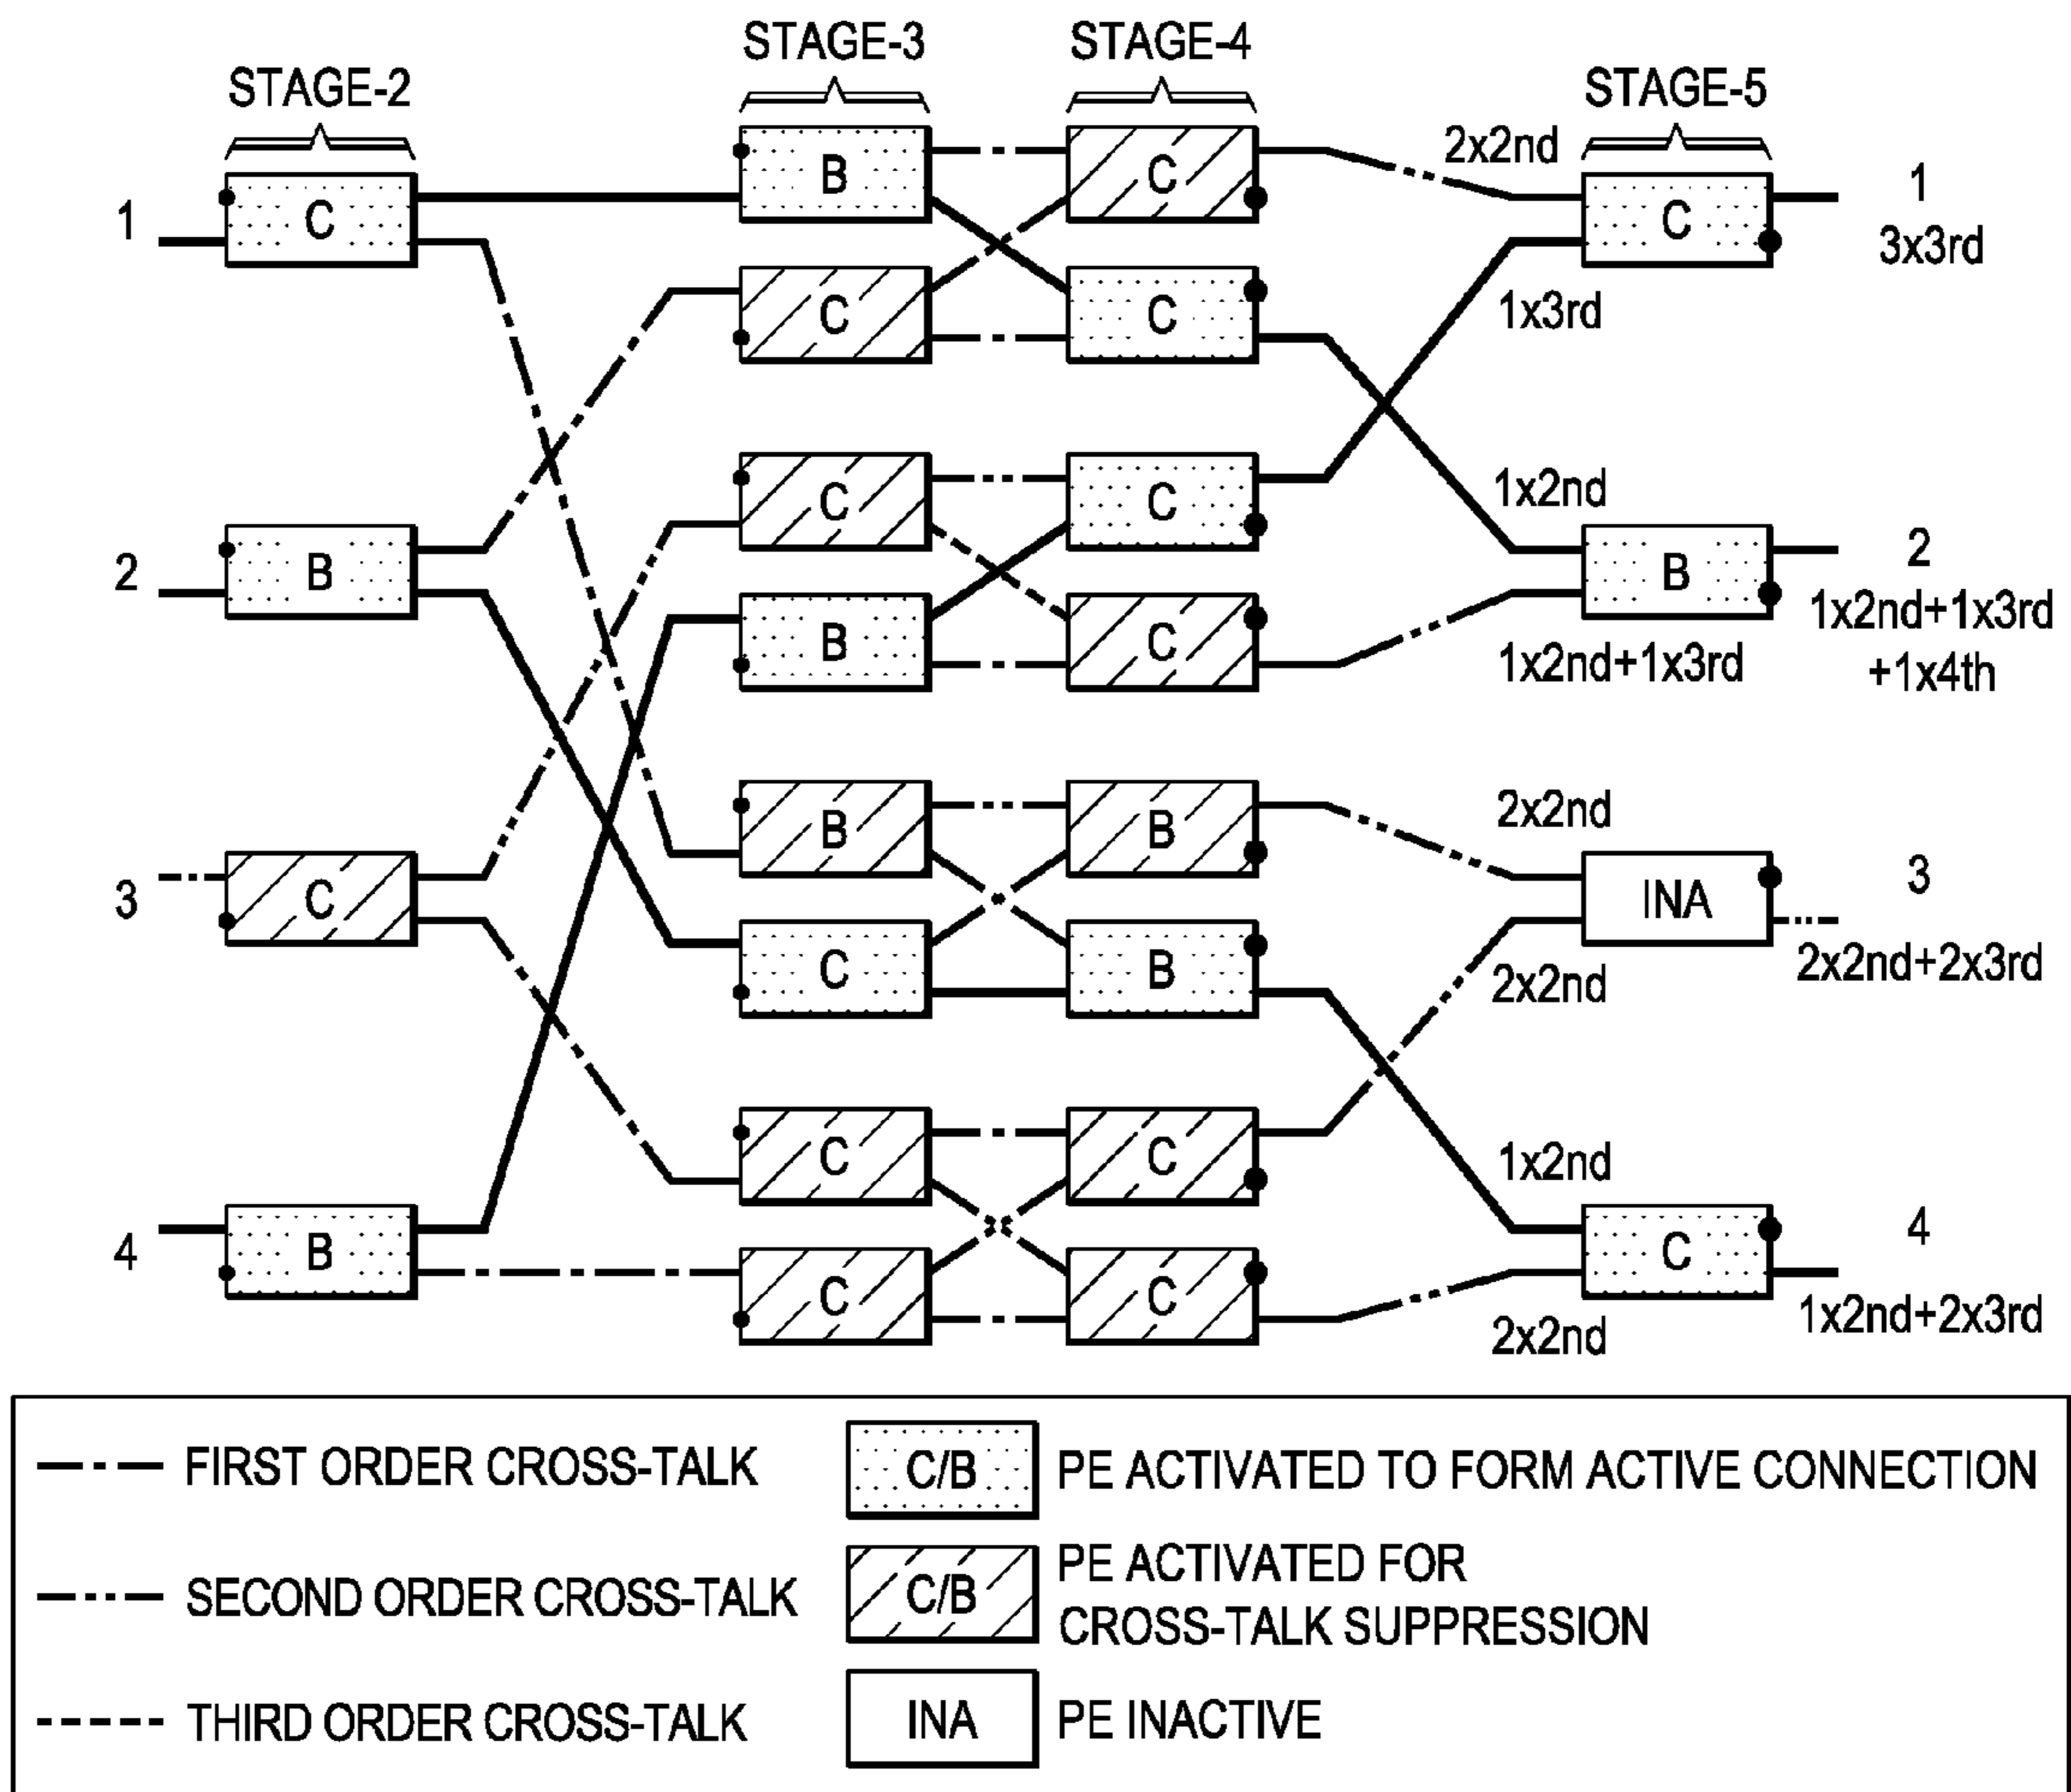 STAGE-2
STAGE-3
STAGE-4
STAGE-5
1
C
B
C
2x2nd
C
1
3x3rd
C
C
1x3rd
2
B
C
C
1x2nd
B
2
1x2nd+1x3rd
+1x4th
B
C
1x2nd+1x3rd
3
C
B
B
2x2nd
INA
3
2x2nd+2x3rd
C
B
2x2nd
4
B
C
C
1x2nd
C
4
1x2nd+2x3rd
C
C
2x2nd
FIRST ORDER CROSS-TALK
C/B
PE ACTIVATED TO FORM ACTIVE CONNECTION
SECOND ORDER CROSS-TALK
C/B
PE ACTIVATED FOR
CROSS-TALK SUPPRESSION
THIRD ORDER CROSS-TALK
INA
PE INACTIVE